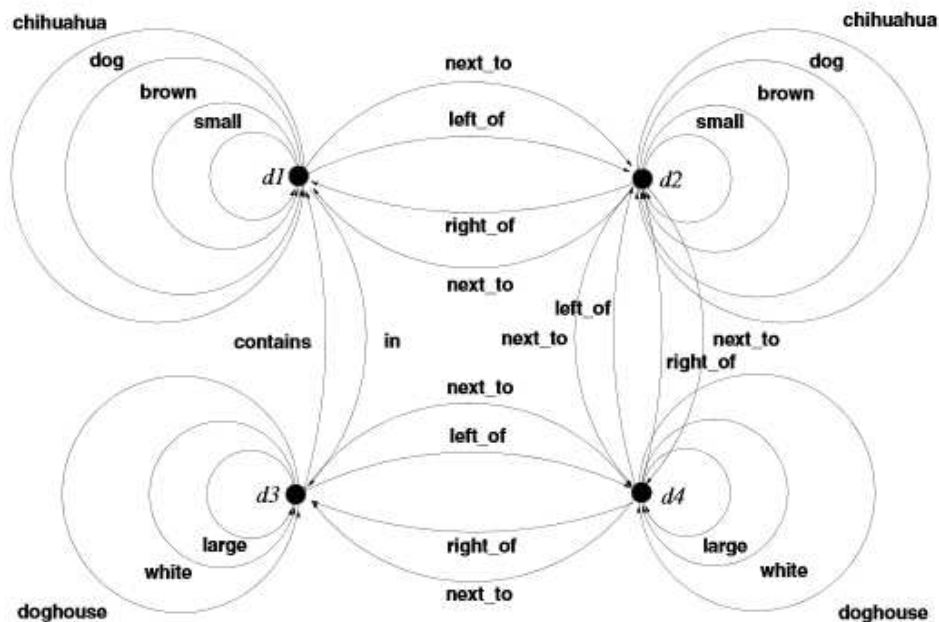 chihuahua
chihuahua
dog
dog
next_to
brown
brown
small
left_of
small
d1
d2
right_of
next_to
left_of
contains
in
next_to
next_to
right_of
next_to
left_of
d3
d4
large
right_of
large
white
white
next_to
doghouse
doghouse